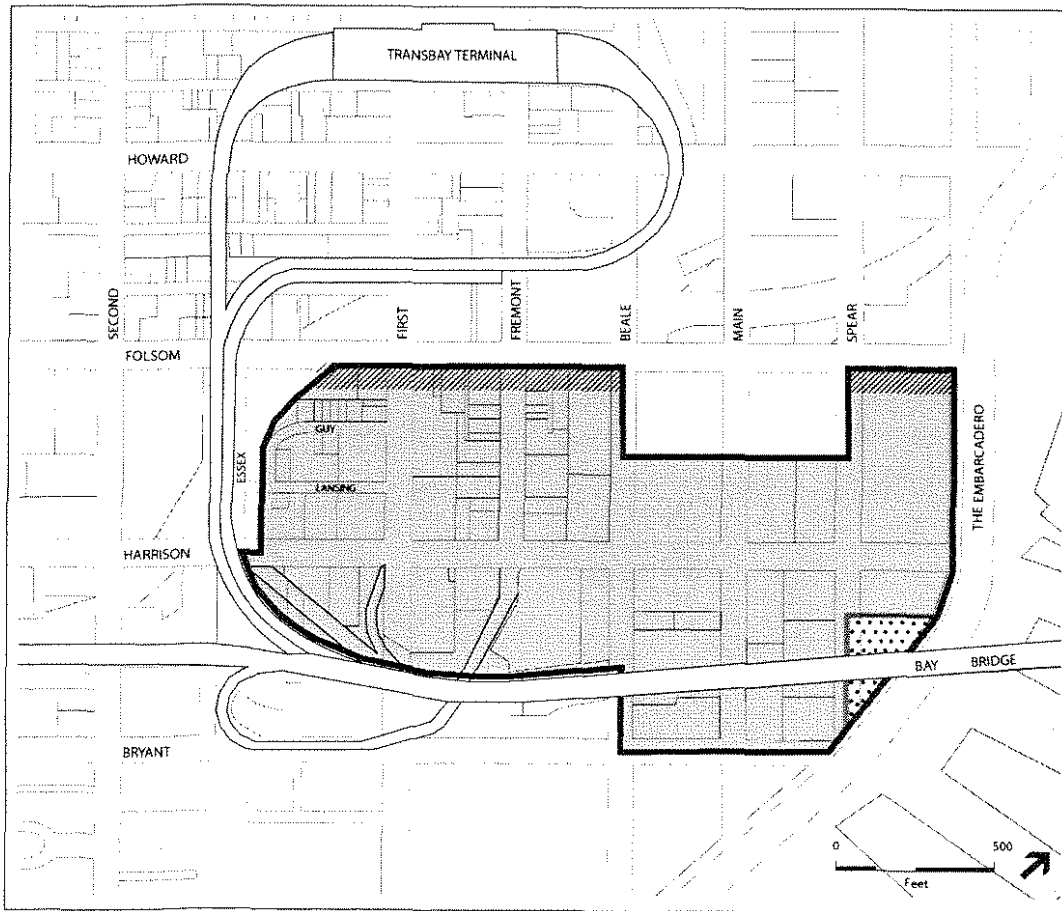 TRANSBAY TERMINAL
HOWARD
SECOND
FIRST
FREMONT
BEALE
MAIN
SPEAR
FOLSOM
THE EMBARCADERO
GUY
ESSEX
LANSING
HARRISON
BAY BRIDGE
BRYANT
0 500
Feet